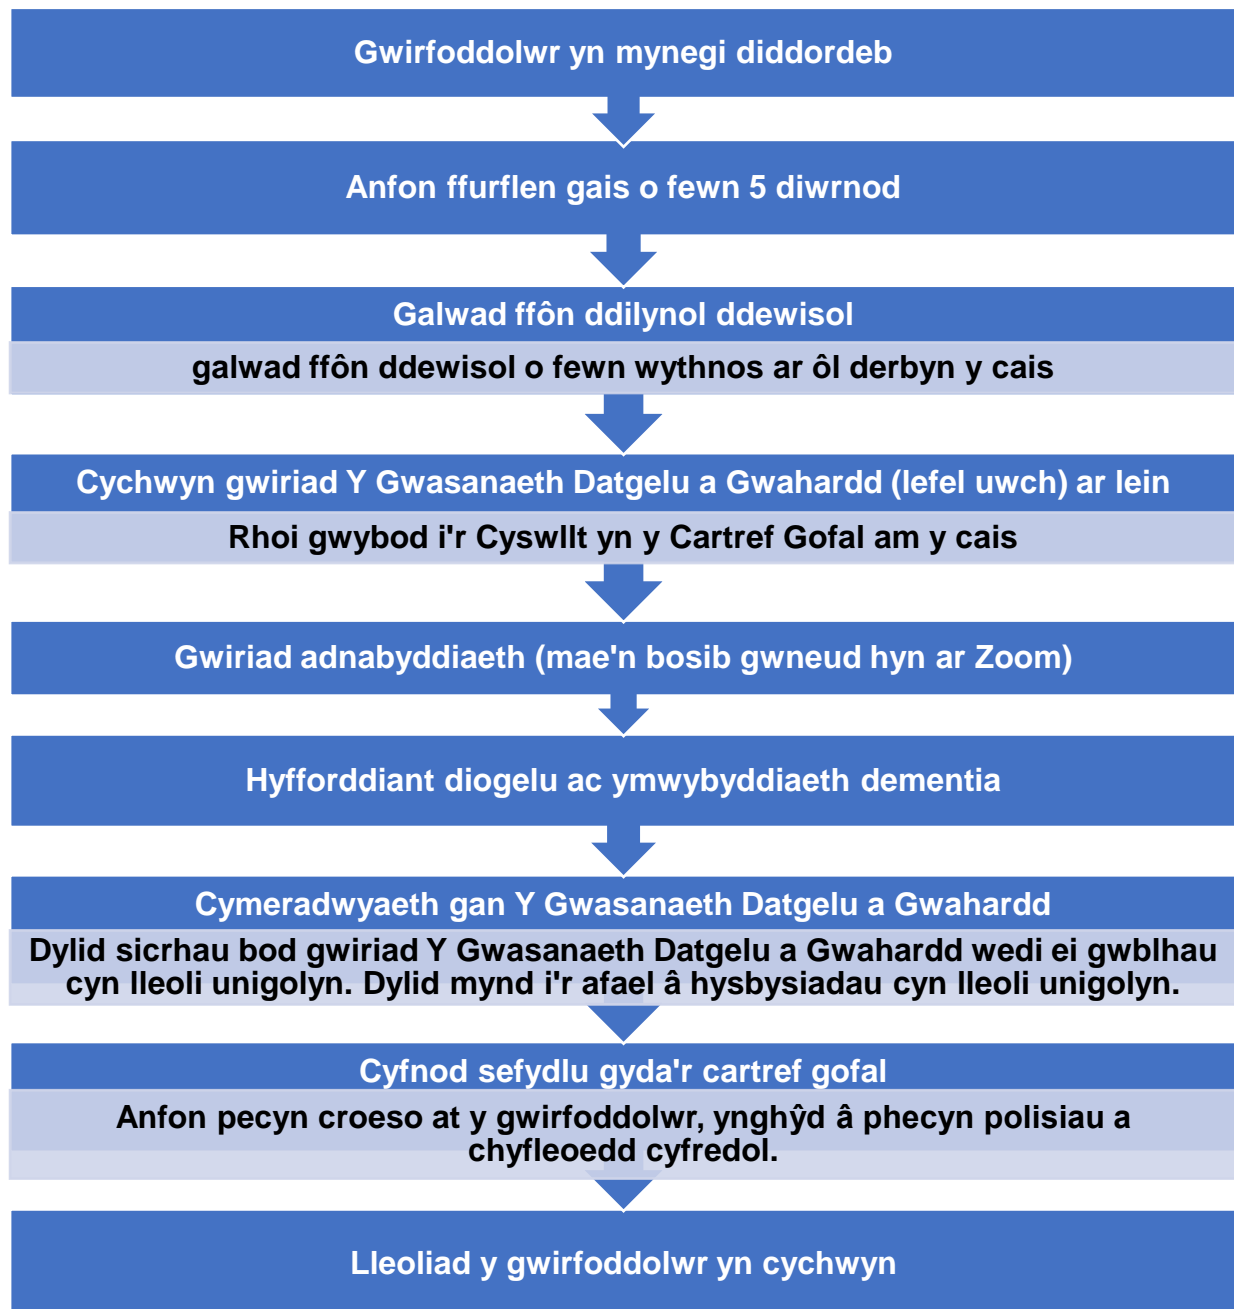 Gwirfoddolwr yn mynegi diddordeb
Anfon ffurflen gais o fewn 5 diwrnod
Galwad ffôn ddilynol ddewisol
galwad ffôn ddewisol o fewn wythnos ar ôl derbyn y cais
Cychwyn gwiriad Y Gwasanaeth Datgelu a Gwahardd (lefel uwch) ar lein
Rhoi gwybod i'r Cyswllt yn y Cartref Gofal am y cais
Gwiriad adnabyddiaeth (mae'n bosib gwneud hyn ar Zoom)
Hyfforddiant diogelu ac ymwybyddiaeth dementia
Cymeradwyaeth gan Y Gwasanaeth Datgelu a Gwahardd
Dylid sicrhau bod gwiriad Y Gwasanaeth Datgelu a Gwahardd wedi ei gwblhau
cyn lleoli unigolyn. Dylid mynd i'r afael â hysbysiadau cyn lleoli unigolyn.
Cyfnod sefydlu gyda'r cartref gofal
Anfon pecyn croeso at y gwirfoddolwr, ynghŷd â phecyn polisiau a
chyfleoedd cyfredol.
Lleoliad y gwirfoddolwr yn cychwyn